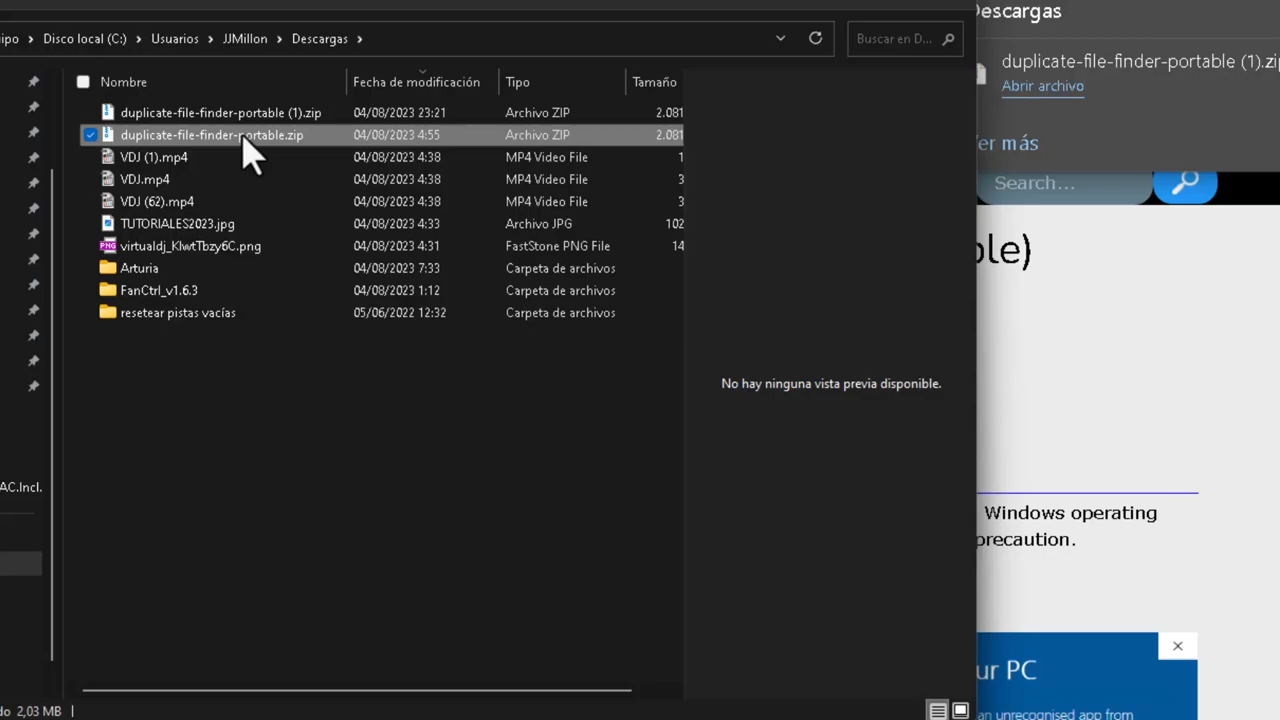 ipo > Disco local (C:) > Usuarios > JJMillon > Descargas >
Buscar en D...
Descargas
duplicate-file-finder-portable (1).zi
Abrir archivo
er más
Search...
Nombre Fecha de modificación Tipo Tamaño
duplicate-file-finder-portable (1).zip 04/08/2023 23:21 Archivo ZIP 2.081
duplicate-file-finder-portable.zip 04/08/2023 4:55 Archivo ZIP 2.081
VDJ (1).mp4 04/08/2023 4:38 MP4 Video File 1
VDJ.mp4 04/08/2023 4:38 MP4 Video File 3
VDJ (62).mp4 04/08/2023 4:38 MP4 Video File 3
TUTORIALES2023.jpg 04/08/2023 4:33 Archivo JPG 102
virtualdj_KlwtTbzy6C.png 04/08/2023 4:31 FastStone PNG File 14
Arturia 04/08/2023 7:33 Carpeta de archivos
FanCtrl_v1.6.3 04/08/2023 1:12 Carpeta de archivos
resetear pistas vacías 05/06/2022 12:32 Carpeta de archivos
ble)
No hay ninguna vista previa disponible.
AC.Incl.
Windows operating
precaution.
ur PC
an unrecognised app from
do 2,03 MB